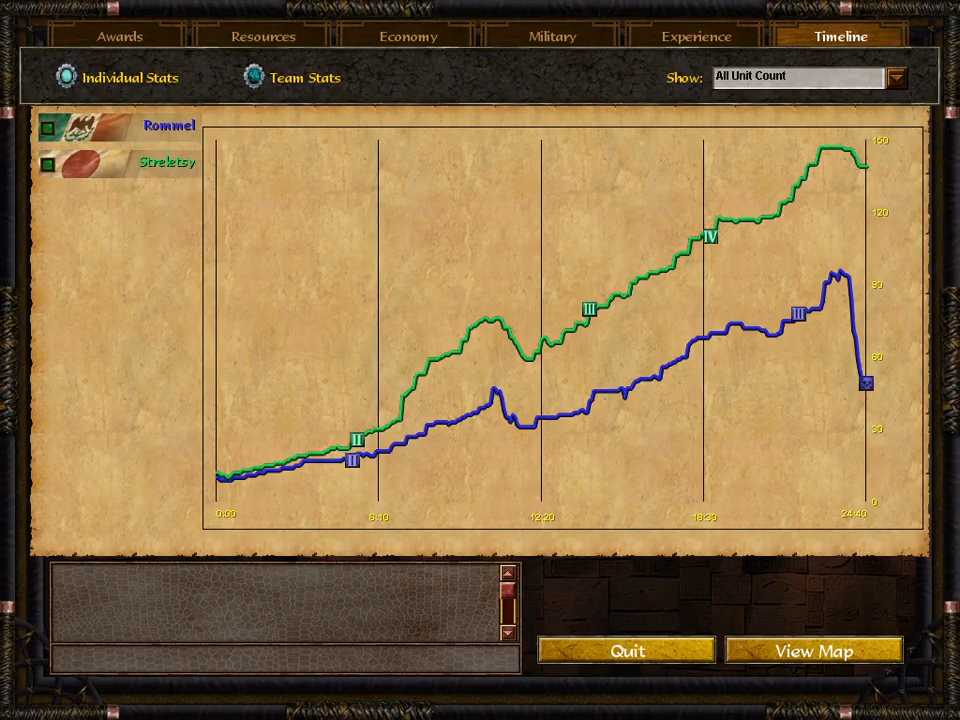 Awards Resources Economy Military Experience Timeline
Individual Stats Team Stats Show: All Unit Count
Rommel
Streletsy
150
120
90
60
30
0
IV
III
III
II
II
0:00 6:10 12:20 18:30 24:40
Quit View Map